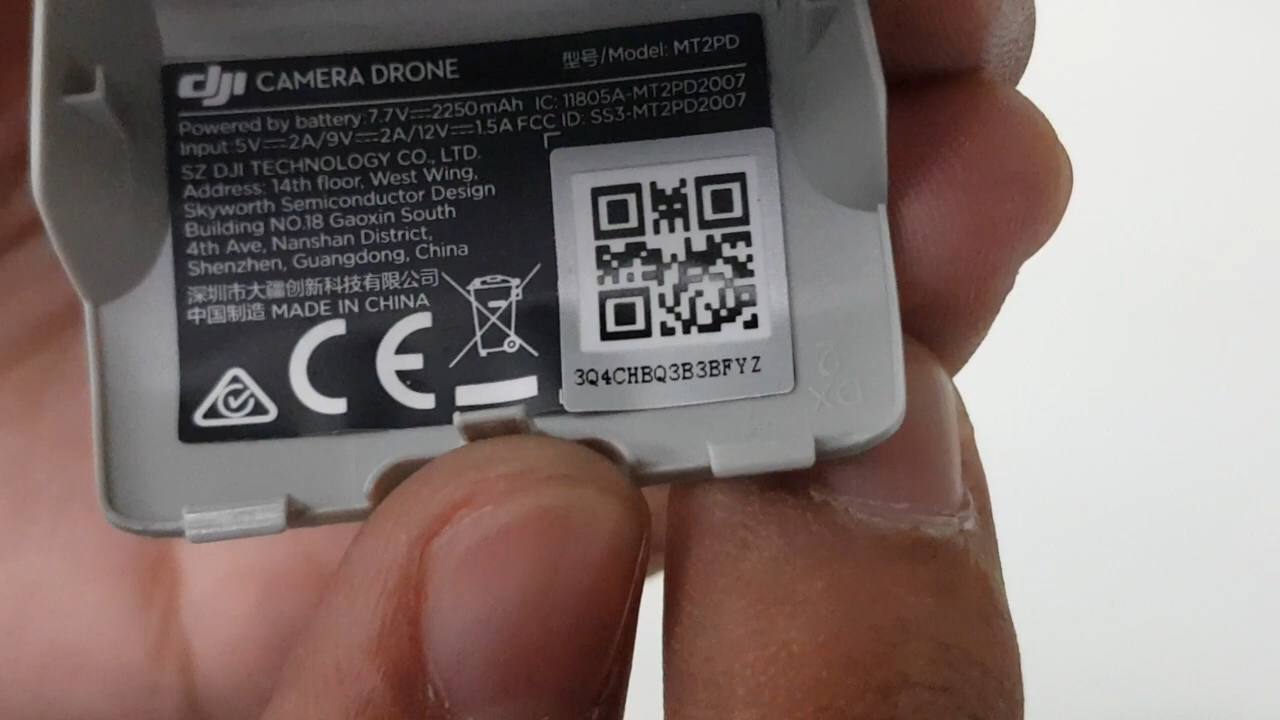 dji CAMERA DRONE 型号/Model: MT2PD
Powered by battery:7.7V⎓2250mAh IC: 11805A-MT2PD2007
Input:5V⎓2A/9V⎓2A/12V⎓1.5A FCC ID: SS3-MT2PD2007
SZ DJI TECHNOLOGY CO., LTD.
Address: 14th floor, West Wing,
Skyworth Semiconductor Design
Building NO.18 Gaoxin South
4th Ave, Nanshan District,
Shenzhen, Guangdong, China
深圳市大疆创新科技有限公司
中国制造 MADE IN CHINA
CE
3Q4CHBQ3B3BFYZ